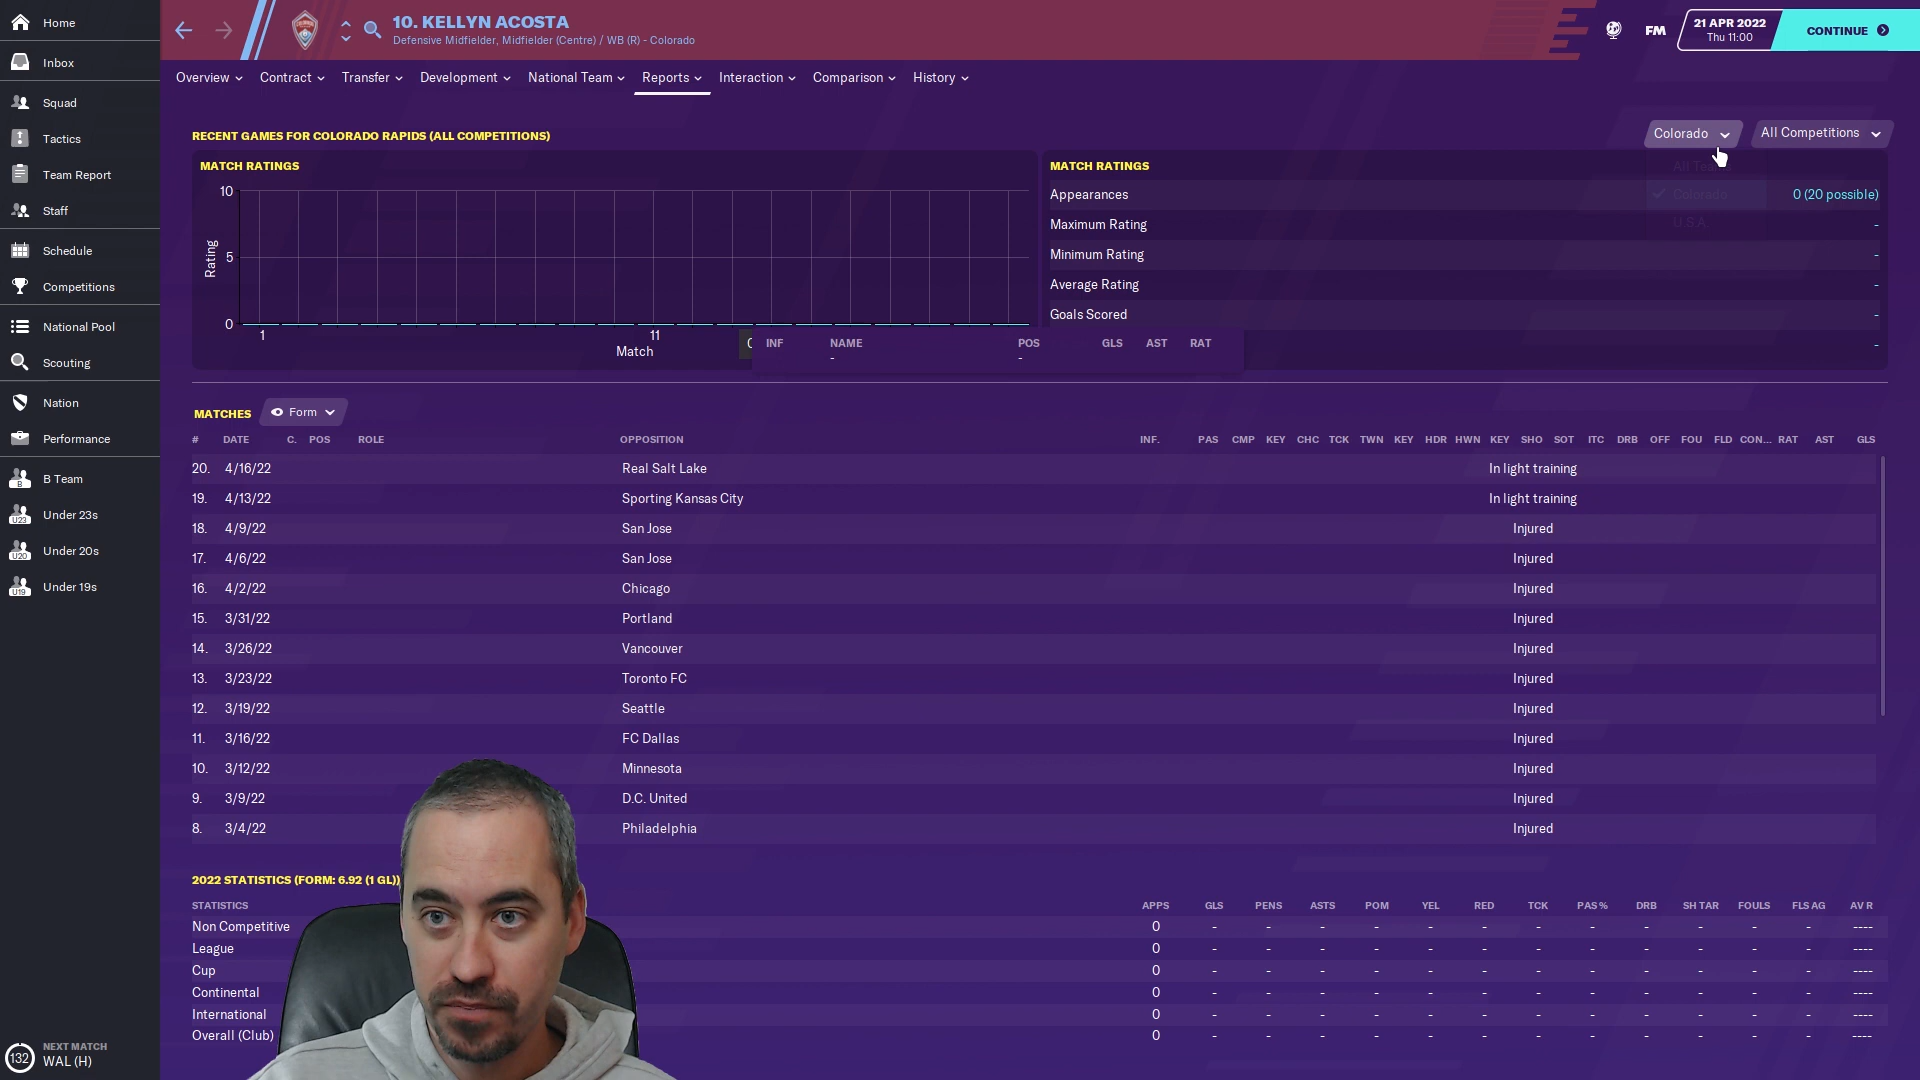 Home
Inbox
Squad
Tactics
Team Report
Staff
Schedule
Competitions
National Pool
Scouting
Nation
Performance
B
B Team
U23
Under 23s
U20
Under 20s
U19
Under 19s
132
NEXT MATCH
WAL (H)
10. KELLYN ACOSTA
Defensive Midfielder, Midfielder (Centre) / WB (R) - Colorado
FM
21 APR 2022
Thu 11:00
CONTINUE
Overview Contract Transfer Development National Team Reports Interaction Comparison History
RECENT GAMES FOR COLORADO RAPIDS (ALL COMPETITIONS)
Colorado
All Competitions
Colorado
U.S.A.
MATCH RATINGS
Rating
10
5
0
1 11
Match
MATCH RATINGS
Appearances 0 (20 possible)
Maximum Rating -
Minimum Rating -
Average Rating -
Goals Scored -
-
INF NAME POS GLS AST RAT
- -
MATCHES Form
# DATE C. POS ROLE OPPOSITION INF. PAS CMP KEY CHC TCK TWN KEY HDR HWN KEY SHO SOT ITC DRB OFF FOU FLD CON... RAT AST GLS
20. 4/16/22 Real Salt Lake In light training
19. 4/13/22 Sporting Kansas City In light training
18. 4/9/22 San Jose Injured
17. 4/6/22 San Jose Injured
16. 4/2/22 Chicago Injured
15. 3/31/22 Portland Injured
14. 3/26/22 Vancouver Injured
13. 3/23/22 Toronto FC Injured
12. 3/19/22 Seattle Injured
11. 3/16/22 FC Dallas Injured
10. 3/12/22 Minnesota Injured
9. 3/9/22 D.C. United Injured
8. 3/4/22 Philadelphia Injured
2022 STATISTICS (FORM: 6.92 (1 GL))
STATISTICS APPS GLS PENS ASTS POM YEL RED TCK PAS % DRB SH TAR FOULS FLS AG AV R
Non Competitive 0 - - - - - - - - - - - - ----
League 0 - - - - - - - - - - - - ----
Cup 0 - - - - - - - - - - - - ----
Continental 0 - - - - - - - - - - - - ----
International 0 - - - - - - - - - - - - ----
Overall (Club) 0 - - - - - - - - - - - - ----